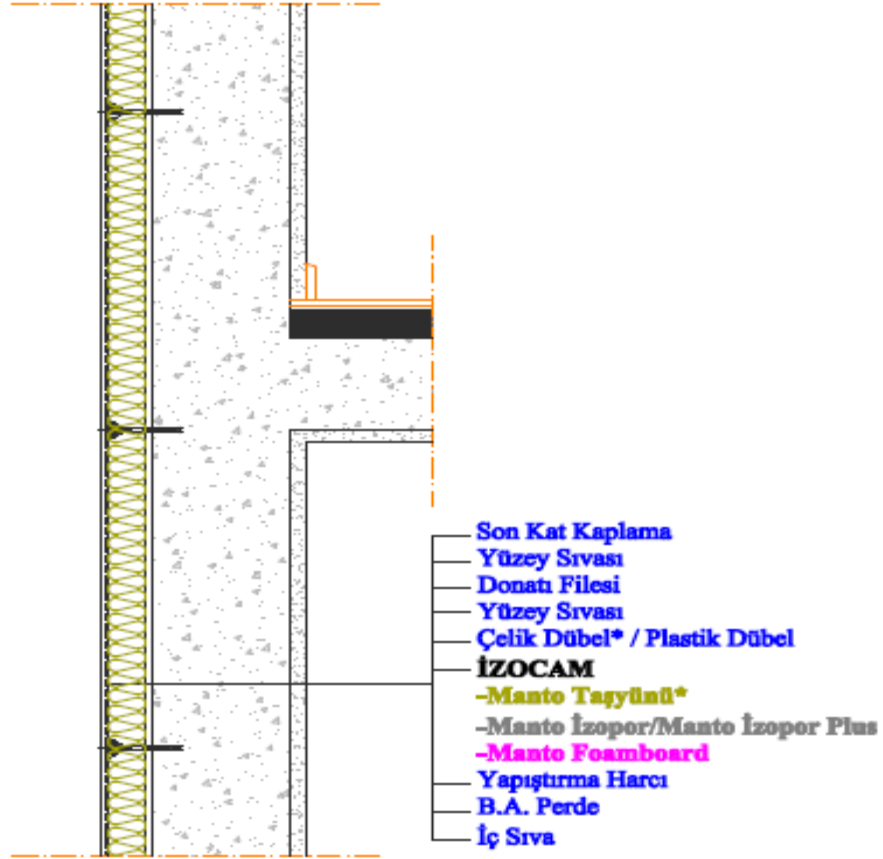 Son Kat Kaplama
Yüzey Sıvası
Donatı Filesi
Yüzey Sıvası
Çelik Dübel* / Plastik Dübel
İZOCAM
-Manto Taşyünü*
-Manto İzopor/Manto İzopor Plus
-Manto Foamboard
Yapıştırma Harcı
B.A. Perde
İç Sıva